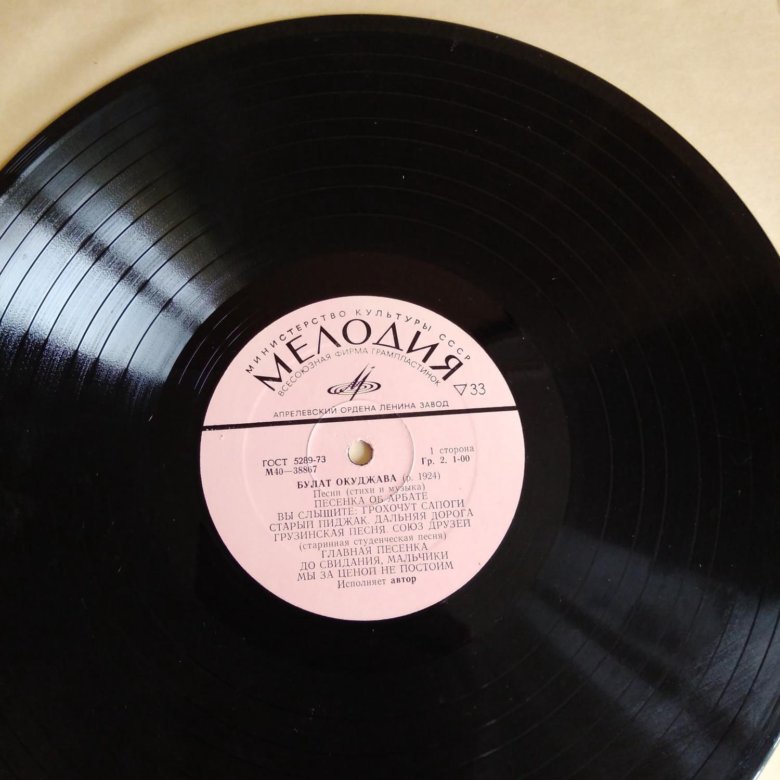 МИНИСТЕРСТВО КУЛЬТУРЫ СССР
МЕЛОДИЯ
ВСЕСОЮЗНАЯ ФИРМА ГРАМПЛАСТИНОК
33
АПРЕЛЕВСКИЙ ОРДЕНА ЛЕНИНА ЗАВОД
ГОСТ 5289-73
1 сторона
М40—38867
Гр. 2. 1-00
БУЛАТ ОКУДЖАВА (р. 1924)
Песни (стихи и музыка)
ПЕСЕНКА ОБ АРБАТЕ
ВЫ СЛЫШИТЕ: ГРОХОЧУТ САПОГИ
СТАРЫЙ ПИДЖАК. ДАЛЬНЯЯ ДОРОГА
ГРУЗИНСКАЯ ПЕСНЯ. СОЮЗ ДРУЗЕЙ
(старинная студенческая песня)
ГЛАВНАЯ ПЕСЕНКА
ДО СВИДАНИЯ, МАЛЬЧИКИ
МЫ ЗА ЦЕНОЙ НЕ ПОСТОИМ
Исполняет автор